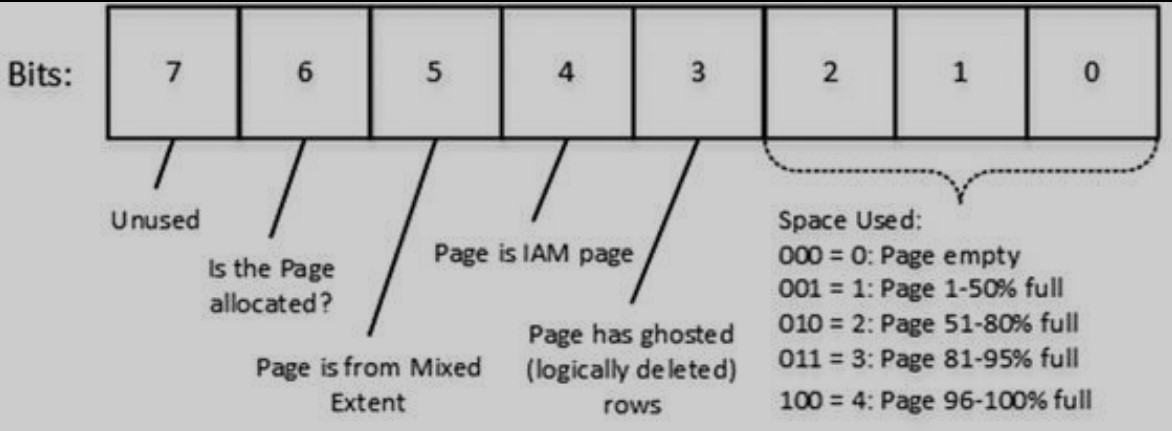 Bits: 7 6 5 4 3 2 1 0
Unused
Is the Page
allocated?
Page is from Mixed
Extent
Page is IAM page
Page has ghosted
(logically deleted)
rows
Space Used:
000 = 0: Page empty
001 = 1: Page 1-50% full
010 = 2: Page 51-80% full
011 = 3: Page 81-95% full
100 = 4: Page 96-100% full